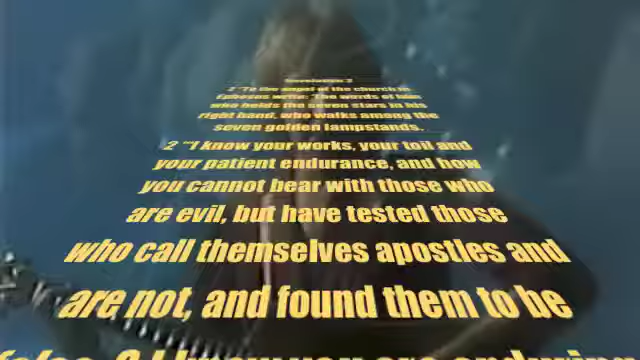 Revelation 2
1 "To the angel of the church in
Ephesus write: 'The words of him
who holds the seven stars in his
right hand, who walks among the
seven golden lampstands.
2 "'I know your works, your toil and
your patient endurance, and how
you cannot bear with those who
are evil, but have tested those
who call themselves apostles and
are not, and found them to be
false. 3 I know you are enduring